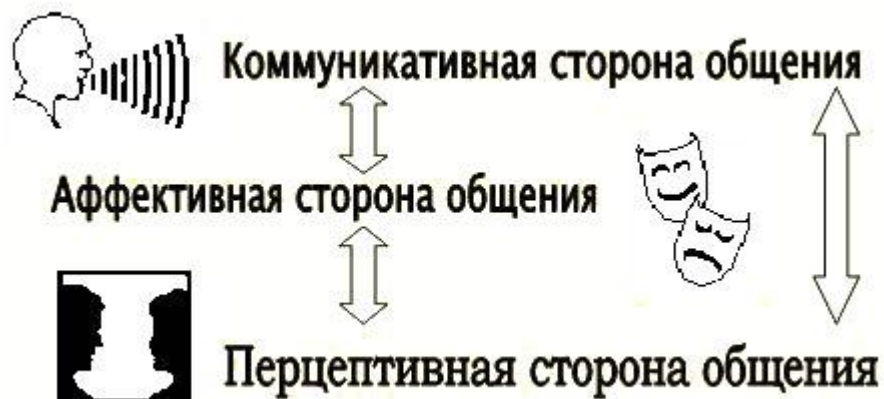 Коммуникативная сторона общения
Аффективная сторона общения
Перцептивная сторона общения